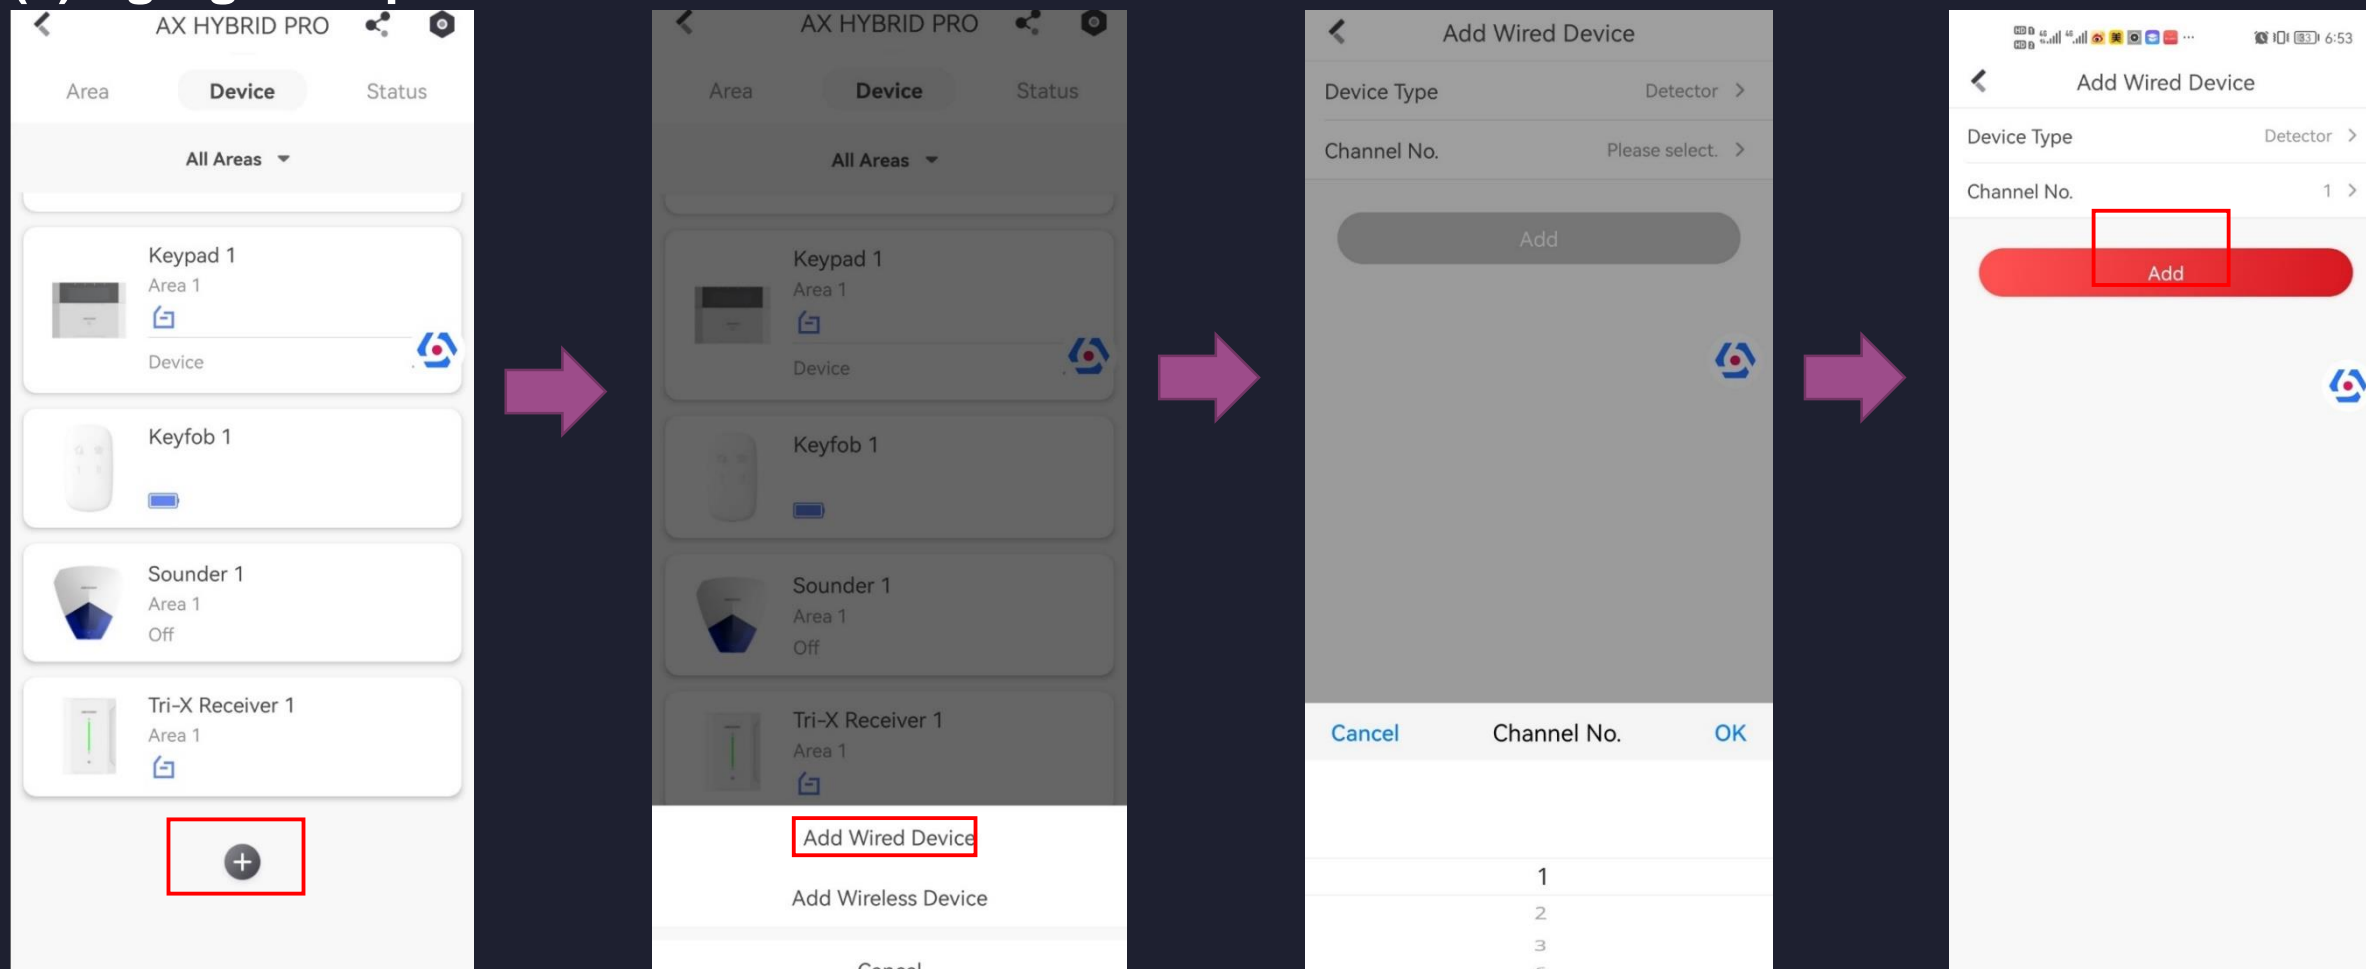 AX HYBRID PRO
Area Device Status
All Areas
Keypad 1
Area 1
Device
Keyfob 1
Sounder 1
Area 1
Off
Tri-X Receiver 1
Area 1
AX HYBRID PRO
Area Device Status
All Areas
Keypad 1
Area 1
Device
Keyfob 1
Sounder 1
Area 1
Off
Tri-X Receiver 1
Area 1
Add Wired Device
Add Wireless Device
Cancel
Add Wired Device
Device Type Detector >
Channel No. Please select. >
Add
Cancel Channel No. OK
1
2
3
6:53
Add Wired Device
Device Type Detector >
Channel No. 1 >
Add